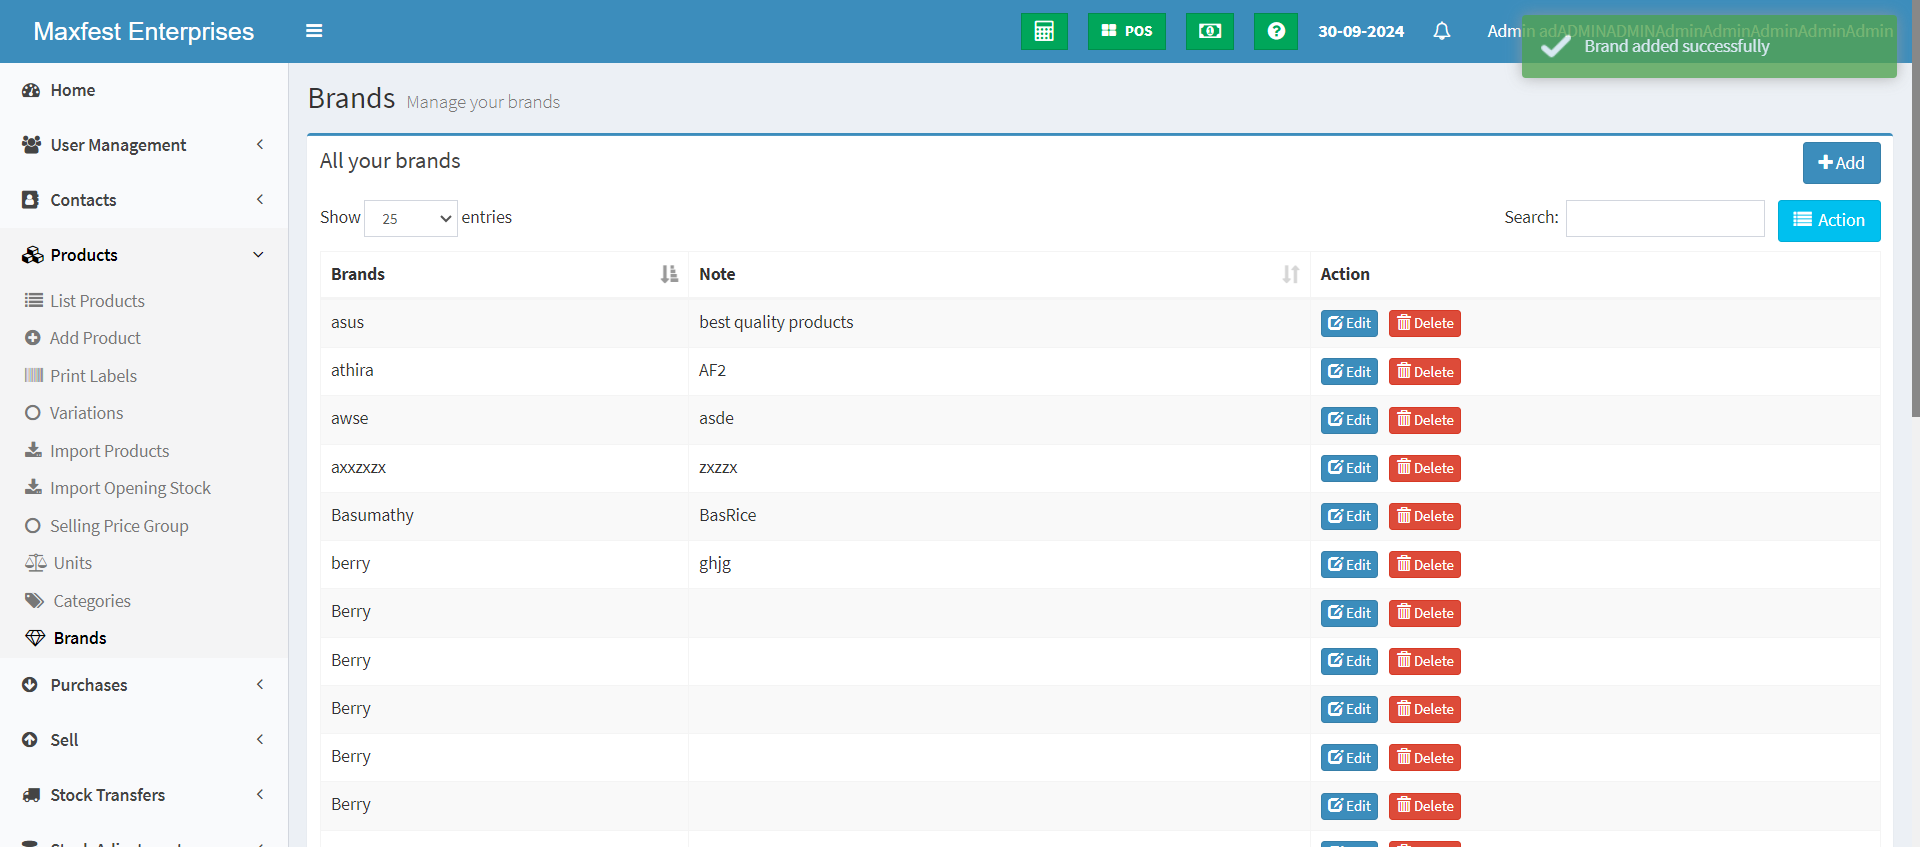 Maxfest Enterprises
POS
30-09-2024
Admin adADMINADMINAdminAdminAdminAdminAdmin
Brand added successfully
Home
User Management
Contacts
Products
List Products
Add Product
Print Labels
Variations
Import Products
Import Opening Stock
Selling Price Group
Units
Categories
Brands
Purchases
Sell
Stock Transfers
Brands Manage your brands
All your brands
Add
Show 25 entries
Search:
Action
Brands Note Action
asus best quality products Edit Delete
athira AF2 Edit Delete
awse asde Edit Delete
axxzxzx zxzzx Edit Delete
Basumathy BasRice Edit Delete
berry ghjg Edit Delete
Berry Edit Delete
Berry Edit Delete
Berry Edit Delete
Berry Edit Delete
Berry Edit Delete